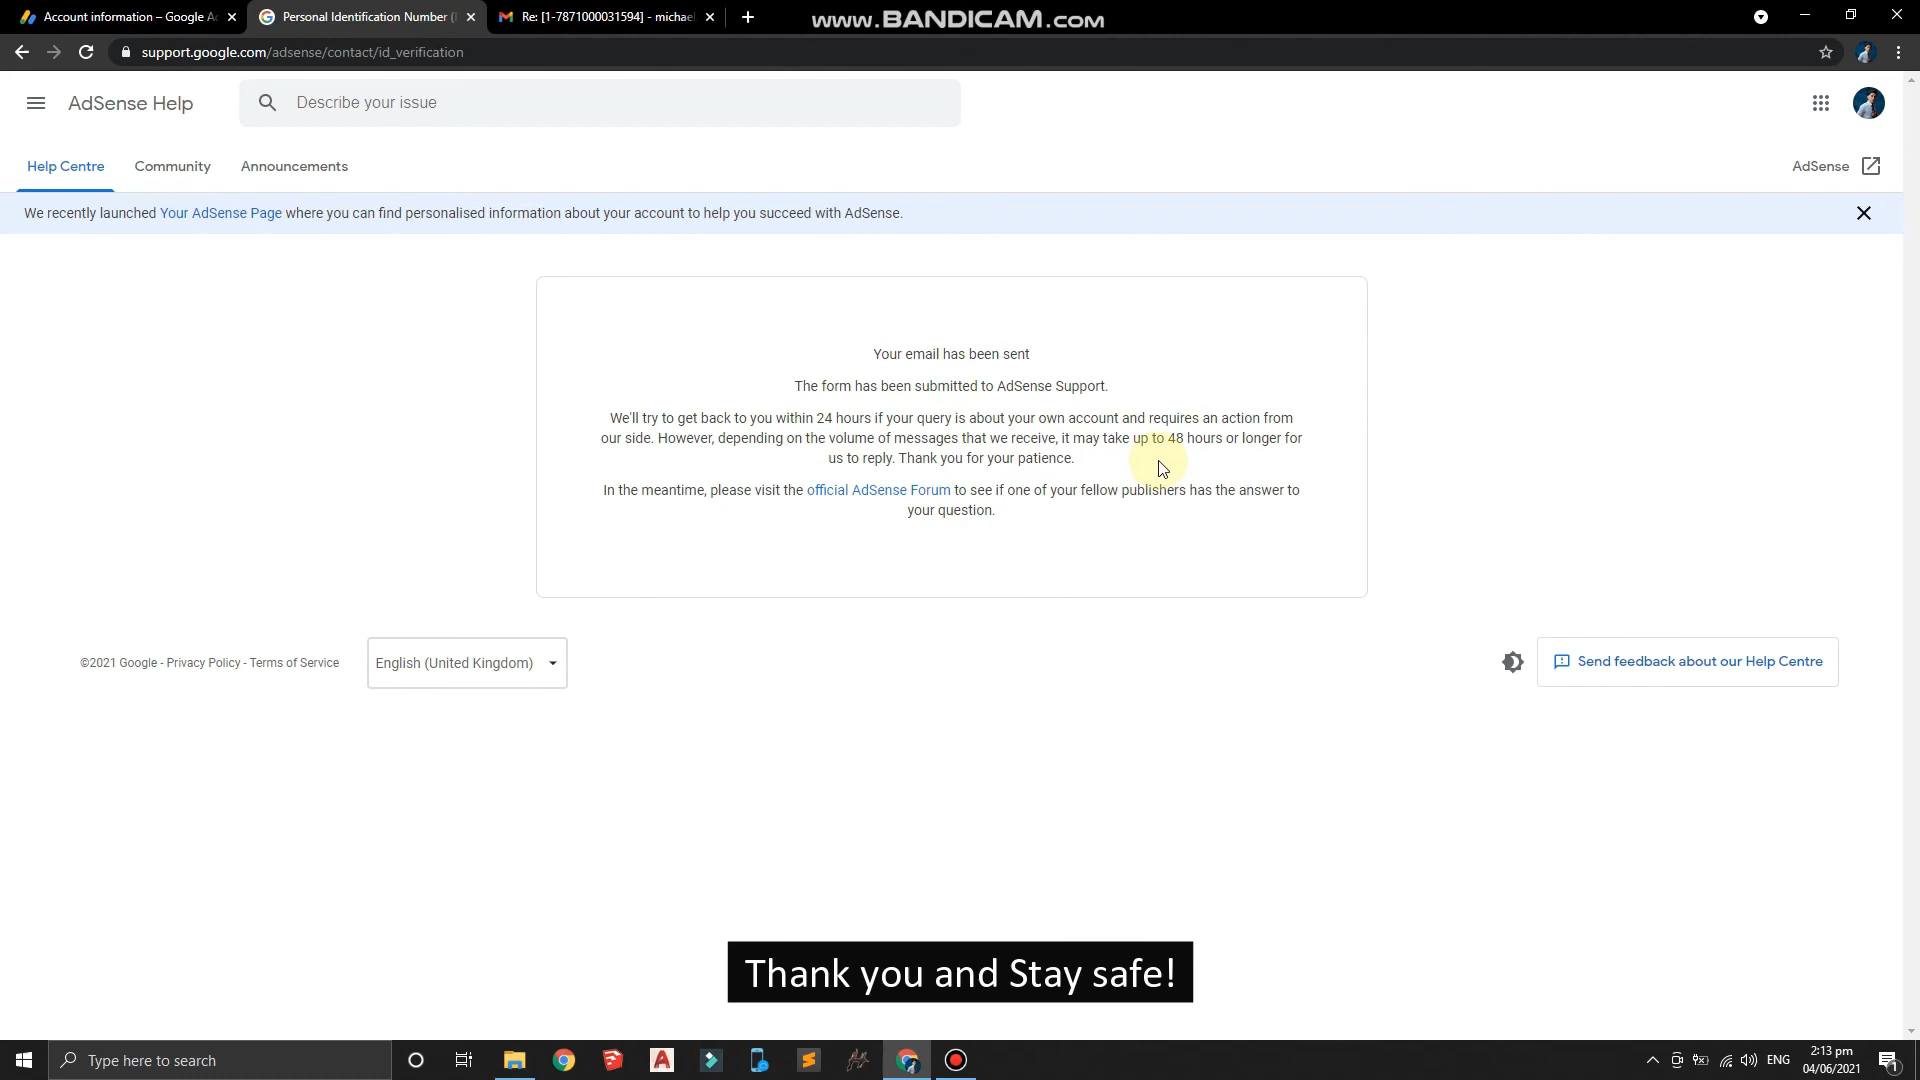 Account information – Google A
Personal Identification Number (
Re: [1-7871000031594] - michae
www.BANDICAM.com
support.google.com/adsense/contact/id_verification
AdSense Help
Describe your issue
Help Centre
Community
Announcements
AdSense
We recently launched Your AdSense Page where you can find personalised information about your account to help you succeed with AdSense.
Your email has been sent
The form has been submitted to AdSense Support.
We'll try to get back to you within 24 hours if your query is about your own account and requires an action from
our side. However, depending on the volume of messages that we receive, it may take up to 48 hours or longer for
us to reply. Thank you for your patience.
In the meantime, please visit the official AdSense Forum to see if one of your fellow publishers has the answer to
your question.
©2021 Google - Privacy Policy - Terms of Service
English (United Kingdom)
Send feedback about our Help Centre
Thank you and Stay safe!
Type here to search
ENG
2:13 pm
04/06/2021
1